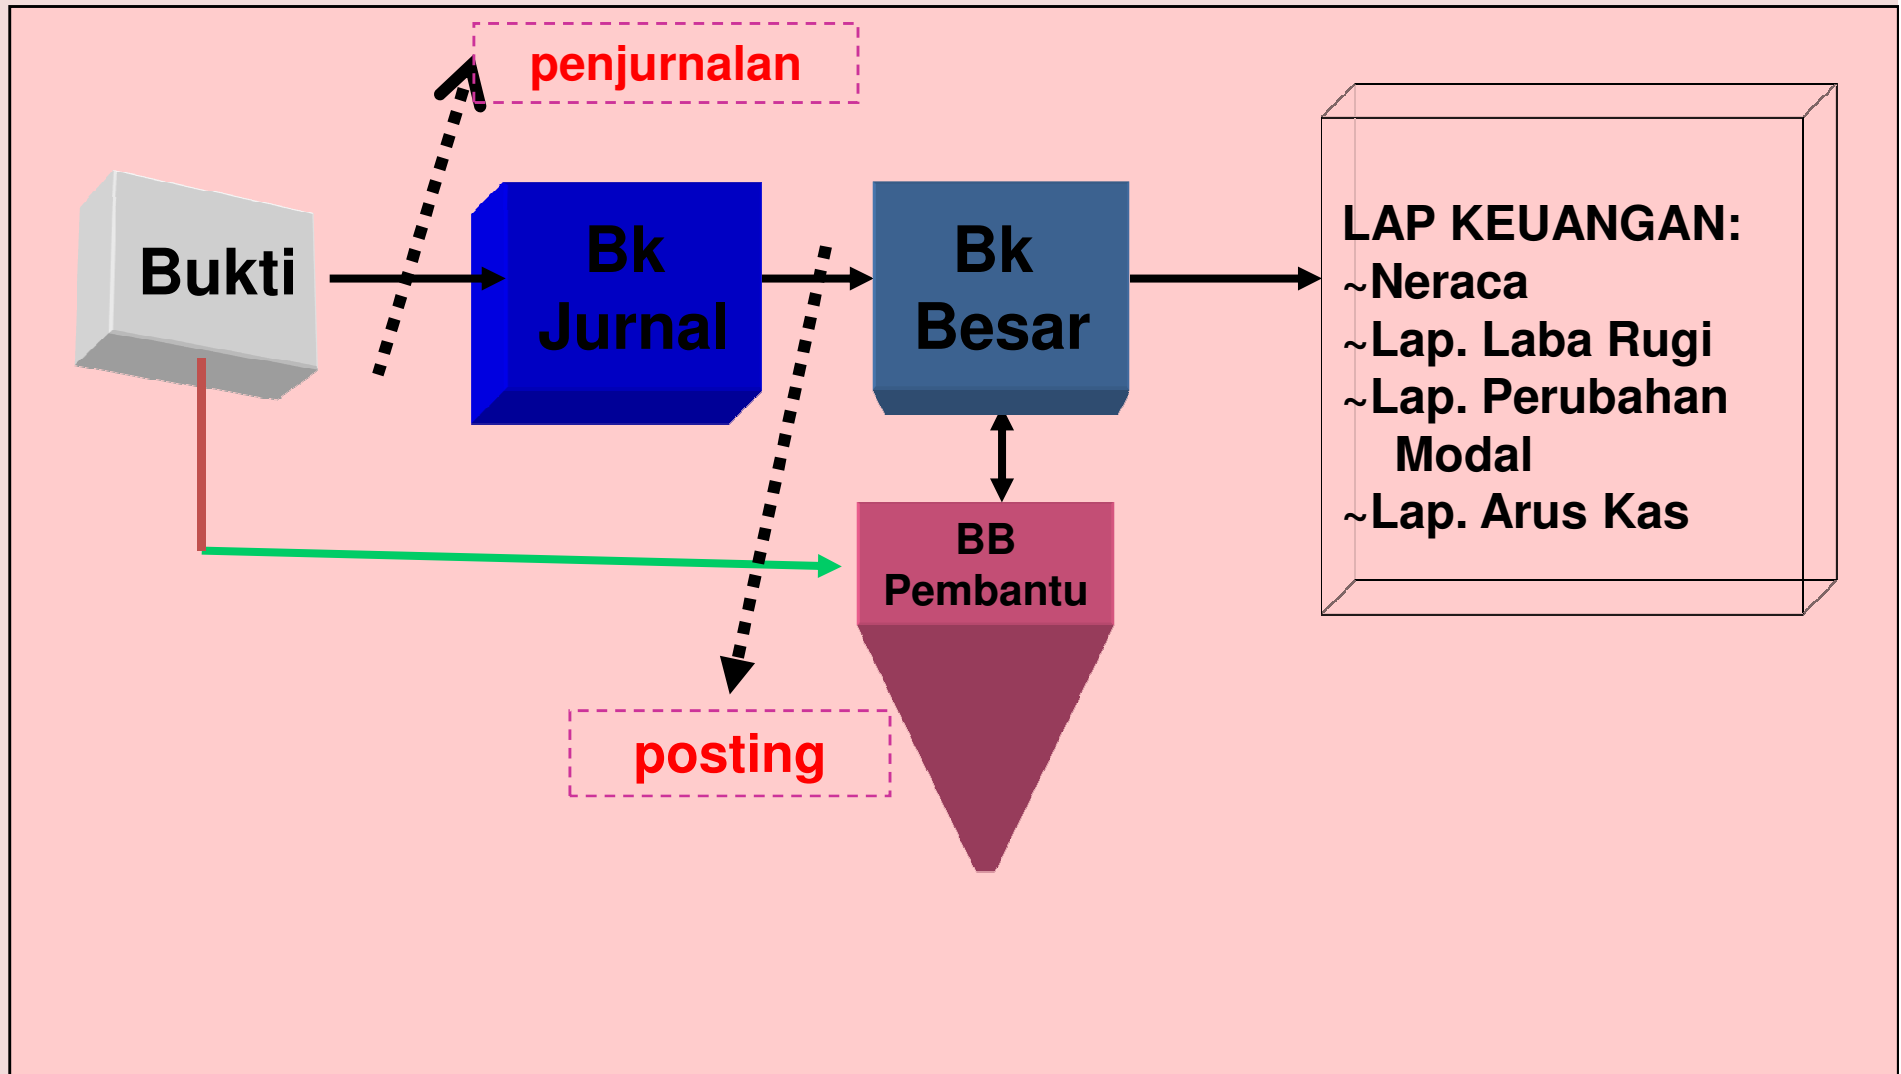 penjurnalan
Bukti
Bk
Jurnal
Bk
Besar
LAP KEUANGAN:
~Neraca
~Lap. Laba Rugi
~Lap. Perubahan
Modal
~Lap. Arus Kas
BB
Pembantu
posting